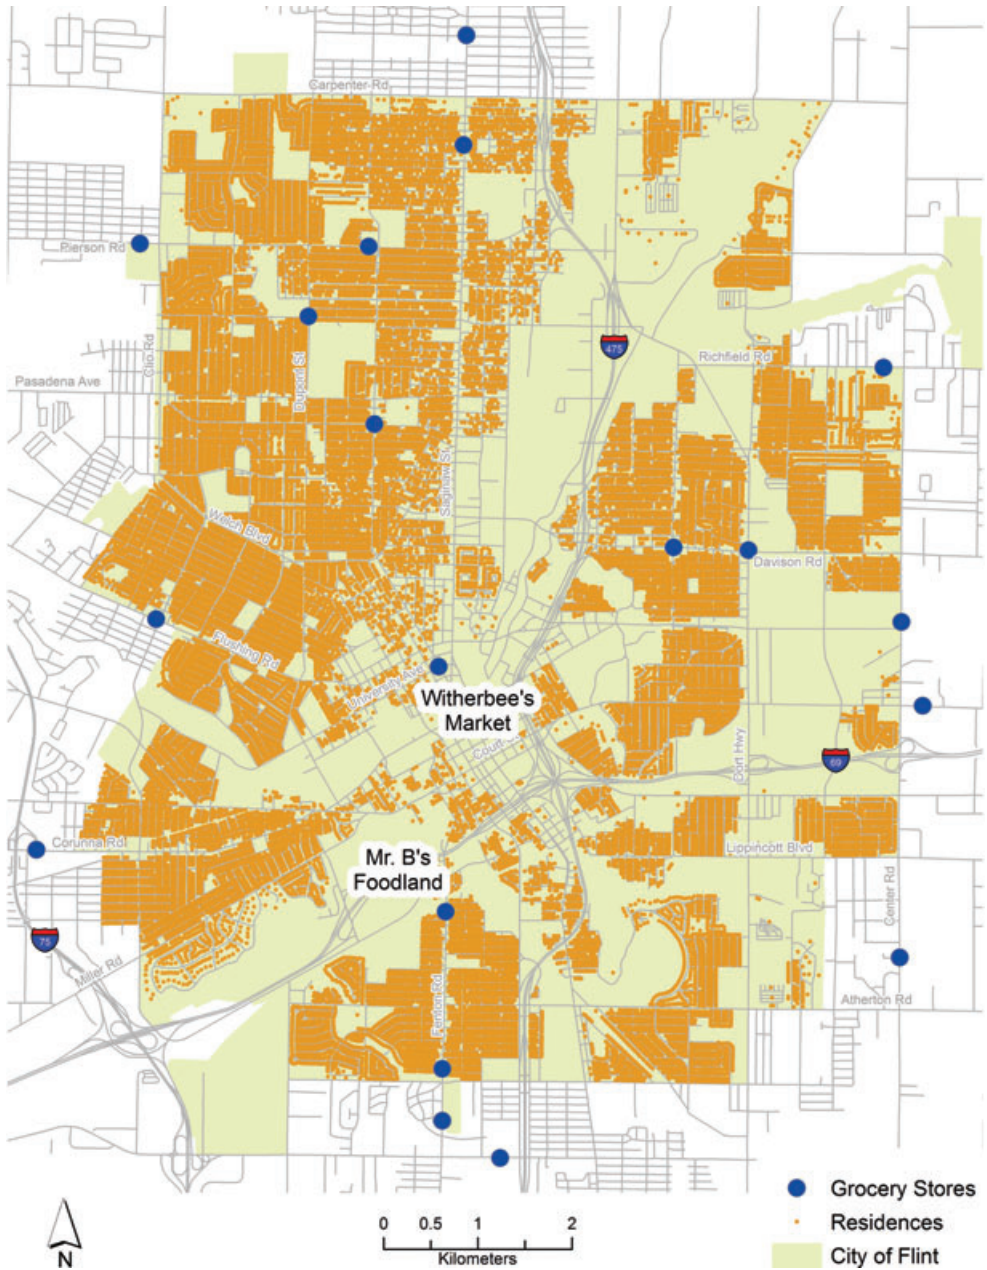 Carpenter Rd
Pierson Rd
Clio Rd
Dupont St
475
Richfield Rd
Pasadena Ave
Saginaw St
Welch Blvd
Davison Rd
Flushing Rd
University Ave
Witherbee's
Market
Court St
Dort Hwy
69
Corunna Rd
Lippincott Blvd
Mr. B's
Foodland
Center Rd
75
Miller Rd
Fenton Rd
Atherton Rd
Grocery Stores
Residences
City of Flint
N
0 0.5 1 2
Kilometers